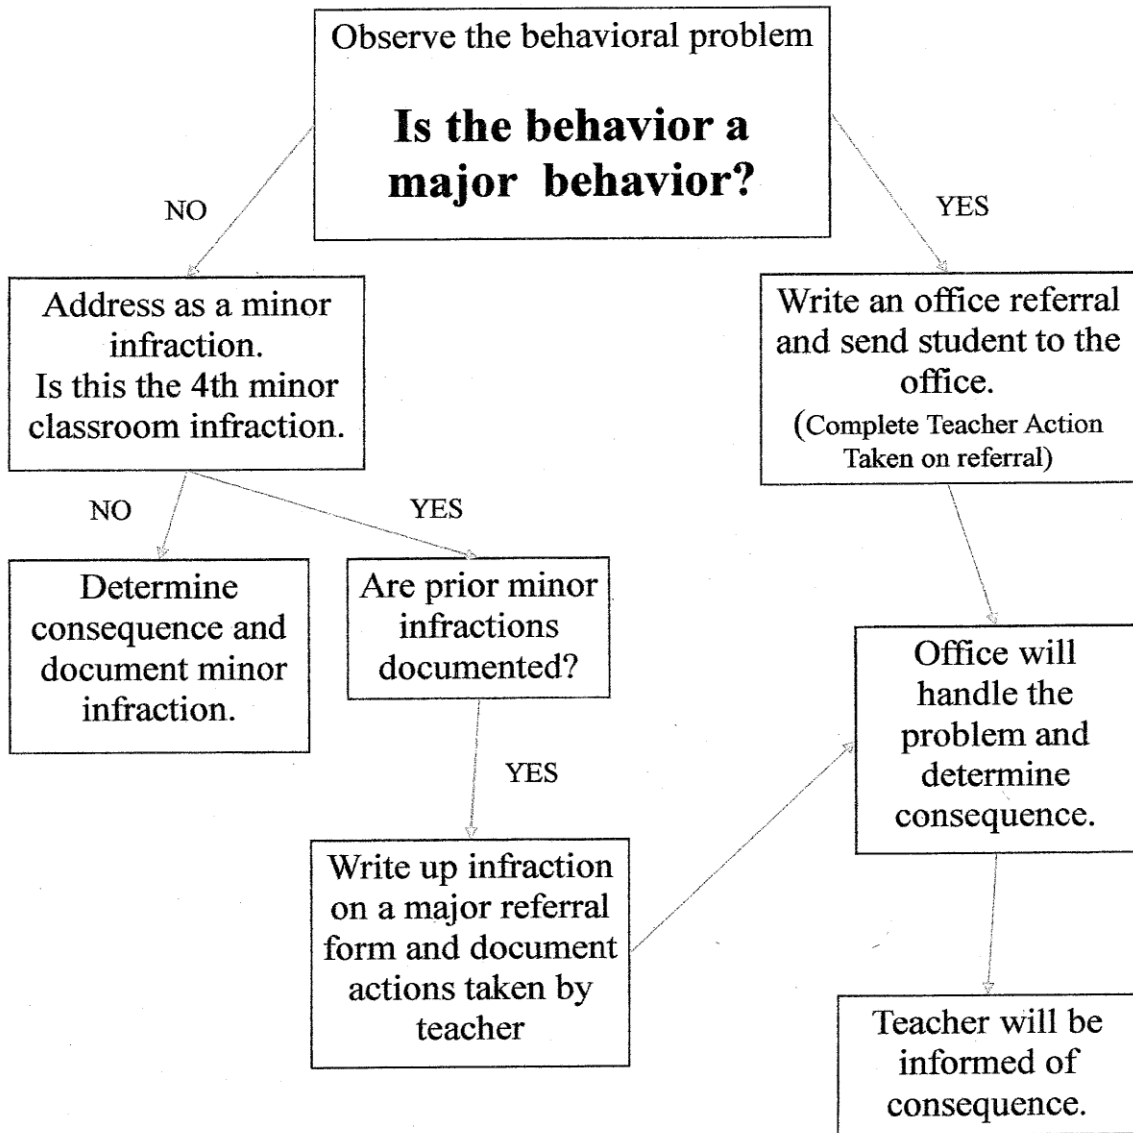 Observe the behavioral problem
Is the behavior a
major behavior?
NO
YES
Address as a minor
infraction.
Is this the 4th minor
classroom infraction.
Write an office referral
and send student to the
office.
(Complete Teacher Action
Taken on referral)
NO
YES
Determine
consequence and
document minor
infraction.
Are prior minor
infractions
documented?
Office will
handle the
problem and
determine
consequence.
YES
Write up infraction
on a major referral
form and document
actions taken by
teacher
Teacher will be
informed of
consequence.